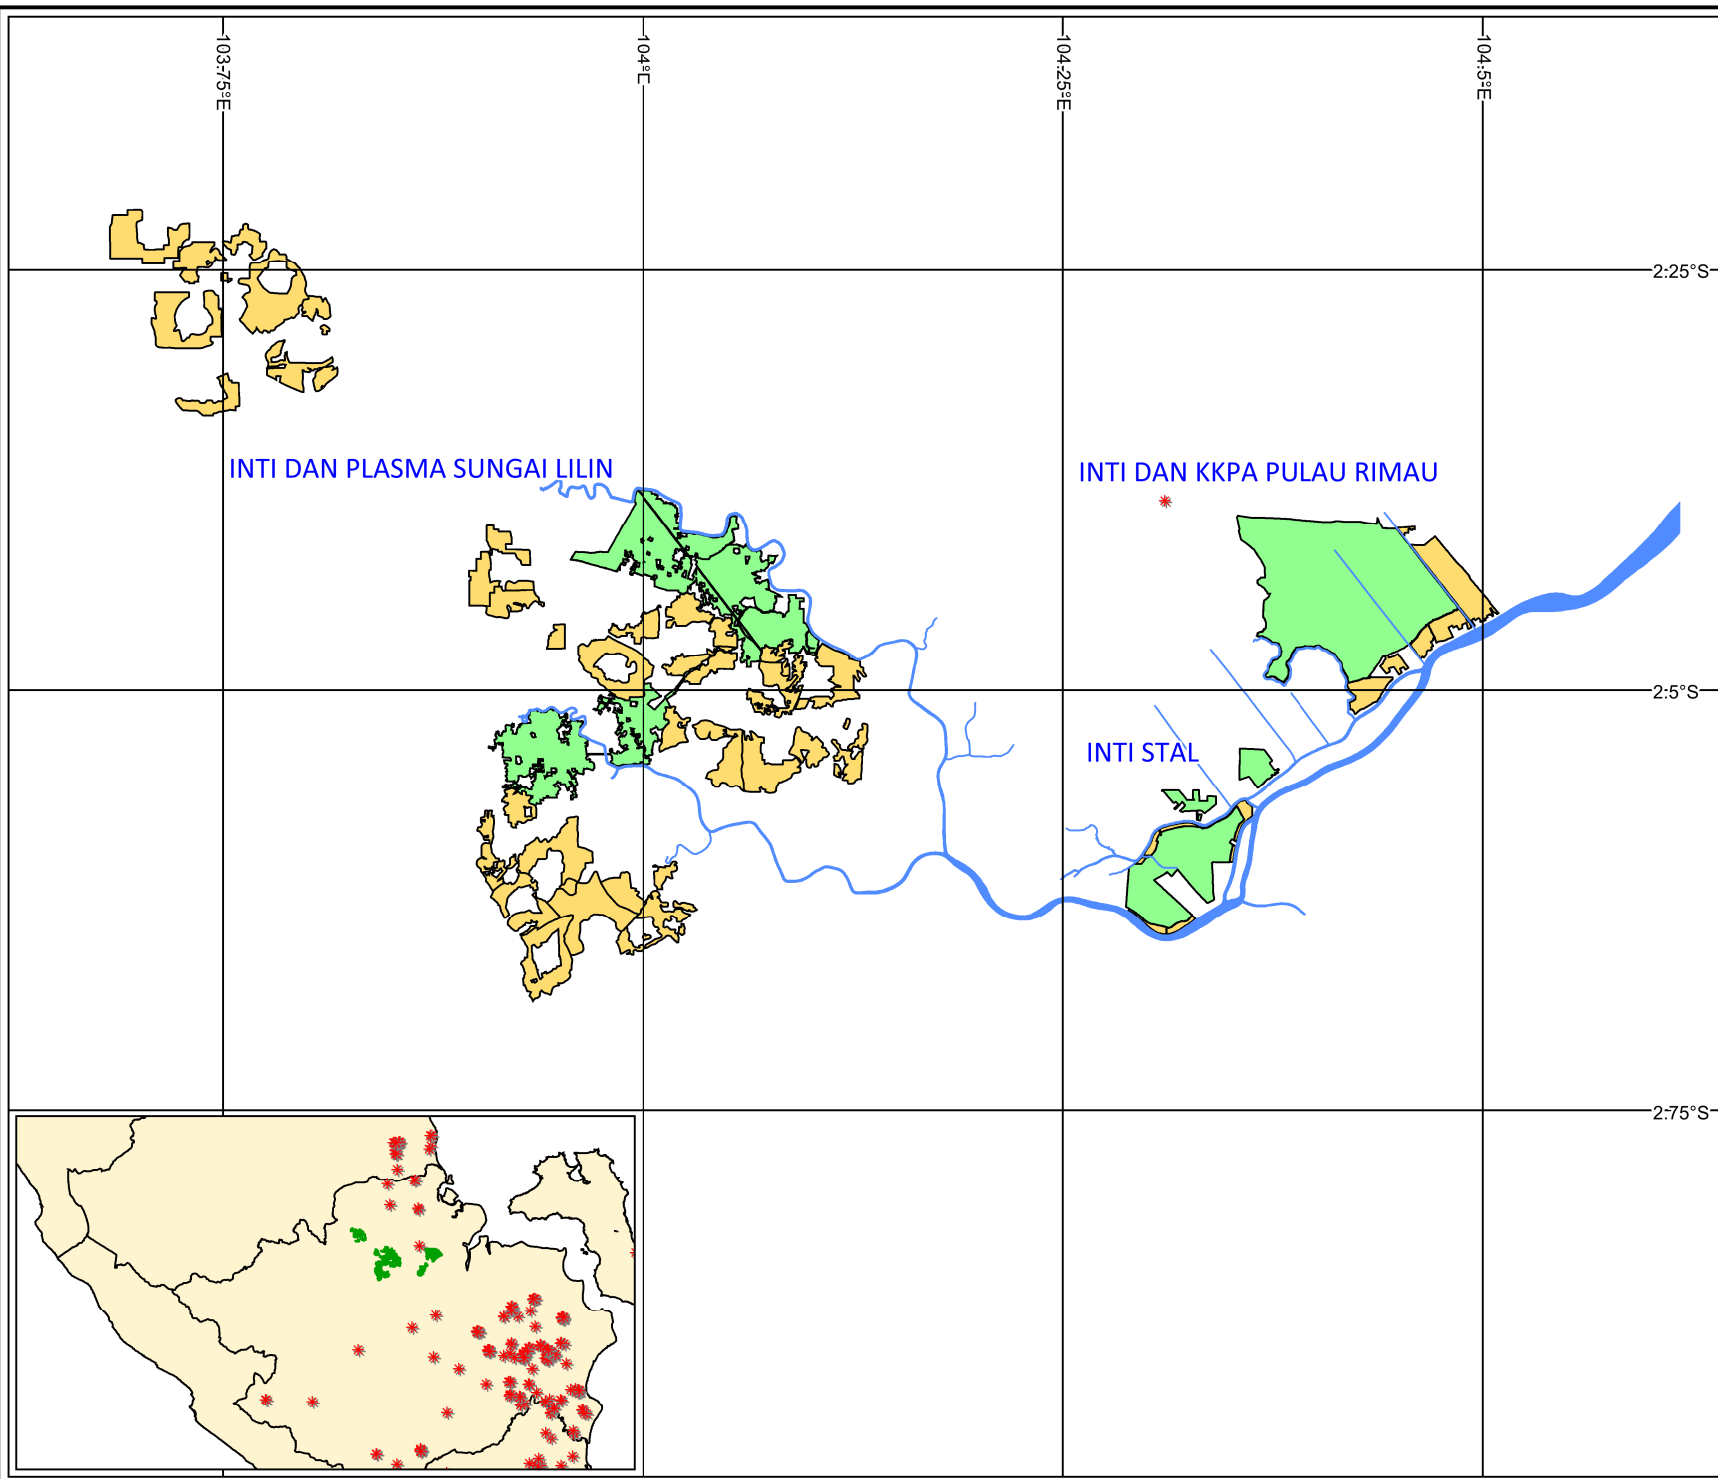 103.75°E
104°E
104.25°E
104.5°E
2.25°S
INTI DAN PLASMA SUNGAI LILIN
INTI DAN KKPA PULAU RIMAU
2.5°S
INTI STAL
2.75°S